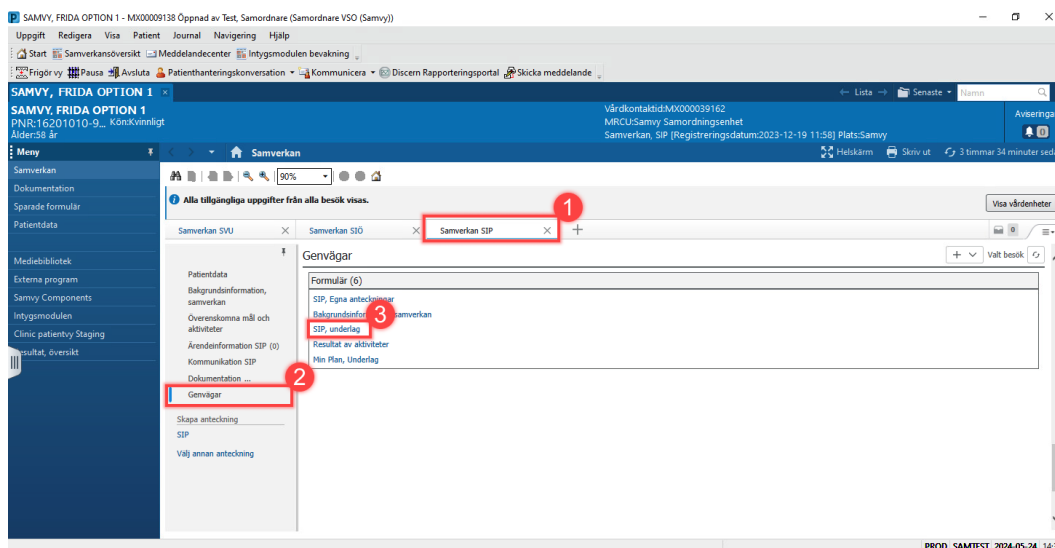 SAMVY, FRIDA OPTION 1 - MX00009138 Öppnad av Test, Samordnare (Samordnare VSO (Samvy))
Uppgift Redigera Visa Patient Journal Navigering Hjälp
Start Samverkansöversikt Meddelandecenter Intygsmodulen bevakning
Frigör vy Pausa Avsluta Patienthanteringskonversation Kommunicera Discern Rapporteringsportal Skicka meddelande
SAMVY, FRIDA OPTION 1 Lista Senaste Namn
SAMVY, FRIDA OPTION 1 Vårdkontaktid:MX000039162
PNR:16201010-9... Kön:Kvinnligt MRCU:Samvy Samordningsenhet Aviseringa
Ålder:58 år Samverkan, SIP [Registreringsdatum:2023-12-19 11:58] Plats:Samvy 0
Meny Samverkan Helskärm Skriv ut 3 timmar 34 minuter seda
Samverkan
Dokumentation
Sparade formulär
Patientdata
Mediebibliotek
Externa program
Samvy Components
Intygsmodulen
Clinic patientvy Staging
esultat, översikt
90%
Alla tillgängliga uppgifter från alla besök visas. Visa vårdenheter
1
Samverkan SVU Samverkan SIÖ Samverkan SIP 0
Patientdata
Bakgrundsinformation,
samverkan
Överenskomna mål och
aktiviteter
Ärendeinformation SIP (0)
Kommunikation SIP
Dokumentation ...
2
Genvägar
Skapa anteckning
SIP
Välj annan anteckning
Genvägar Valt besök
Formulär (6)
SIP, Egna anteckningar
Bakgrundsinfor samverkan
3
SIP, underlag
Resultat av aktiviteter
Min Plan, Underlag
PROD SAMTEST 2024-05-24 14: